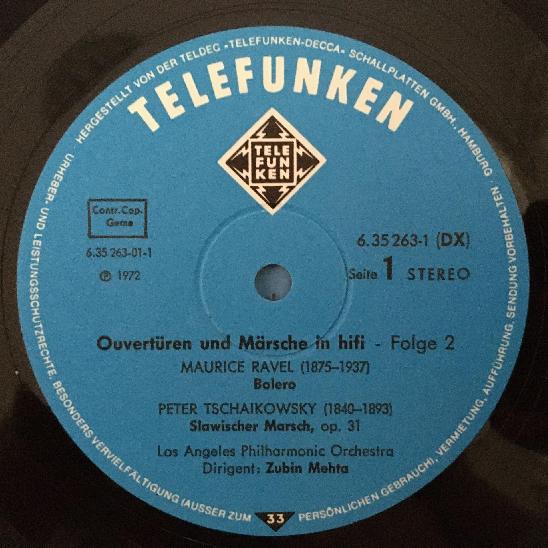 HERGESTELLT VON DER TELDEC »TELEFUNKEN-DECCA« SCHALLPLATTEN GMBH., HAMBURG
TELEFUNKEN
TELE
FUN
KEN
Contr. Cop.
Gema
6.35 263-01-1
℗ 1972
6.35 263-1 (DX)
Seite 1 STEREO
Ouvertüren und Märsche in hifi - Folge 2
MAURICE RAVEL (1875–1937)
Bolero
PETER TSCHAIKOWSKY (1840–1893)
Slawischer Marsch, op. 31
Los Angeles Philharmonic Orchestra
Dirigent: Zubin Mehta
URHEBER- UND LEISTUNGSSCHUTZRECHTE, BESONDERS VERVIELFÄLTIGUNG (AUSSER ZUM PERSÖNLICHEN GEBRAUCH), VERMIETUNG, AUFFÜHRUNG, SENDUNG VORBEHALTEN
33